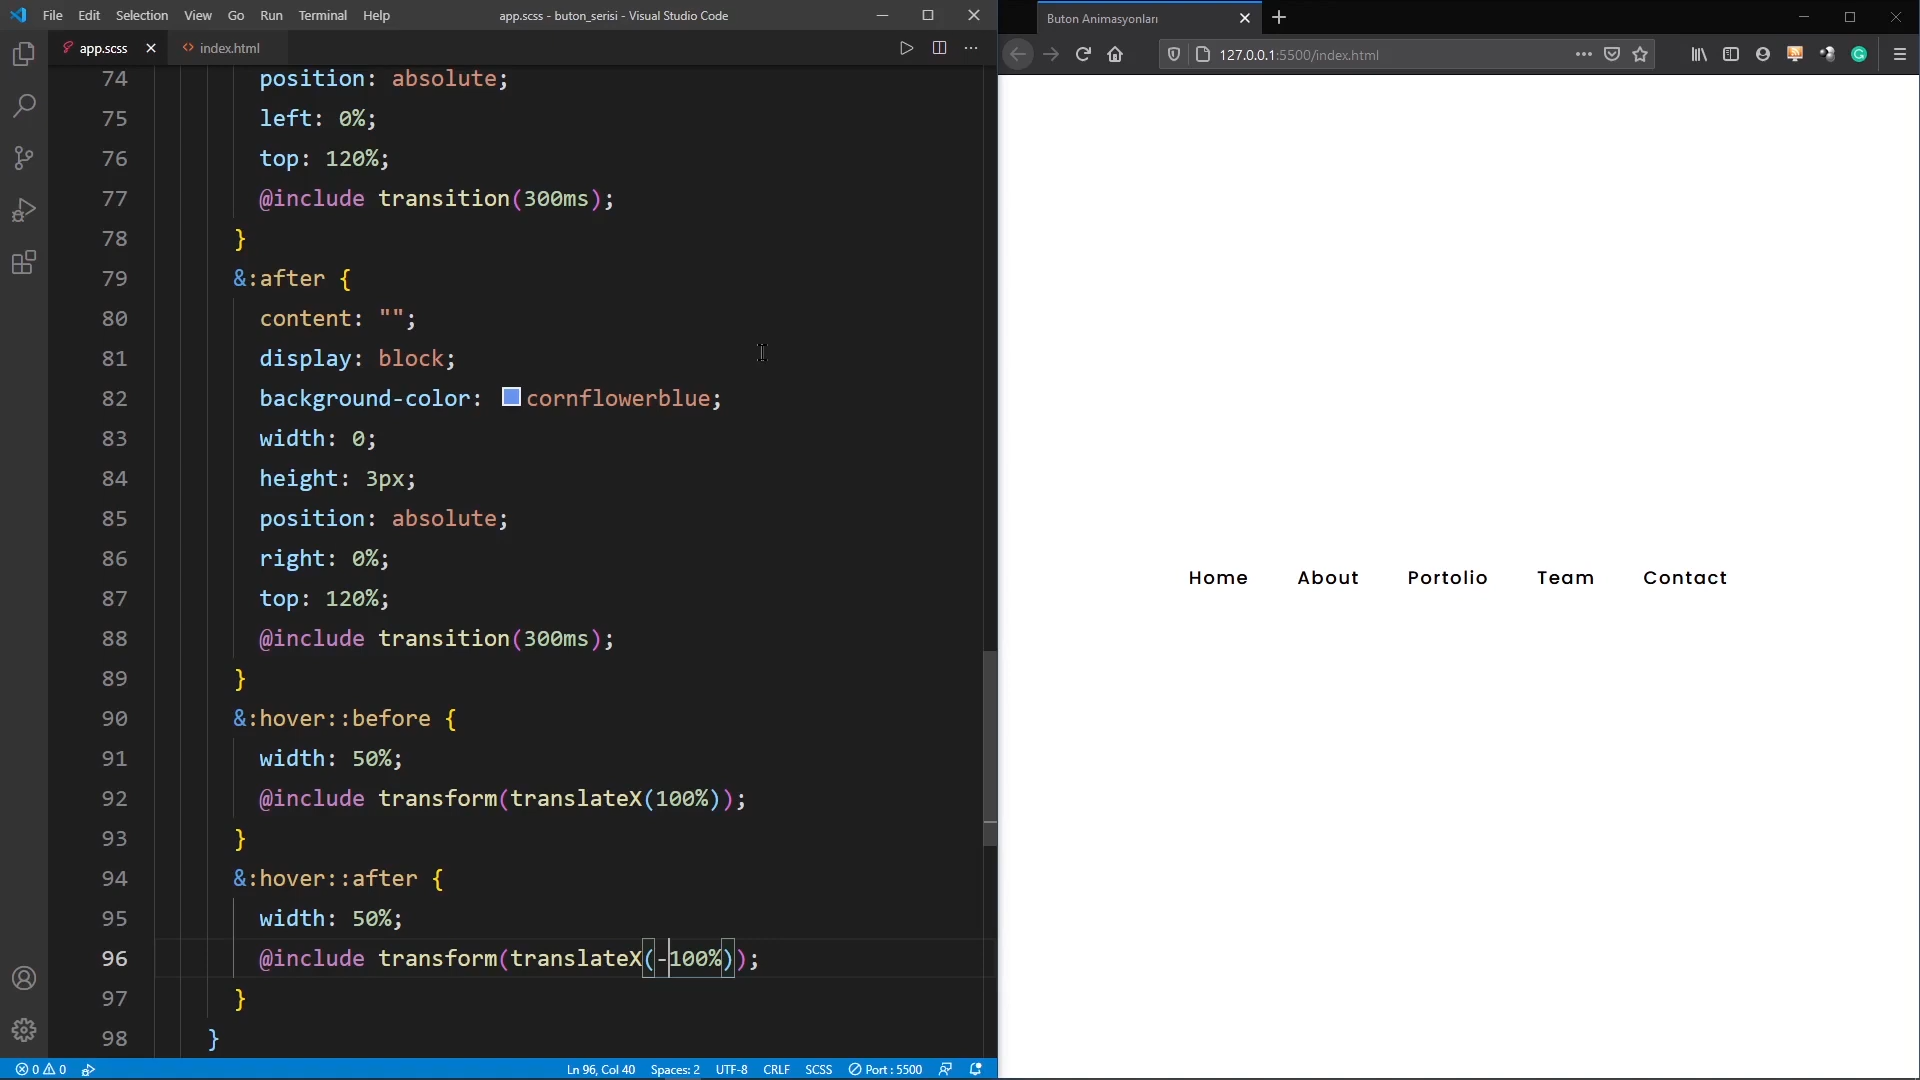 File Edit Selection View Go Run Terminal Help
app.scss - buton_serisi - Visual Studio Code
app.scss
index.html
74 position: absolute;
75 left: 0%;
76 top: 120%;
77 @include transition(300ms);
78 }
79 &:after {
80 content: "";
81 display: block;
82 background-color: cornflowerblue;
83 width: 0;
84 height: 3px;
85 position: absolute;
86 right: 0%;
87 top: 120%;
88 @include transition(300ms);
89 }
90 &:hover::before {
91 width: 50%;
92 @include transform(translateX(100%));
93 }
94 &:hover::after {
95 width: 50%;
96 @include transform(translateX(-100%));
97 }
98 }
0 0
Ln 96, Col 40 Spaces: 2 UTF-8 CRLF SCSS Port : 5500
Buton Animasyonları
127.0.0.1:5500/index.html
Home About Portolio Team Contact